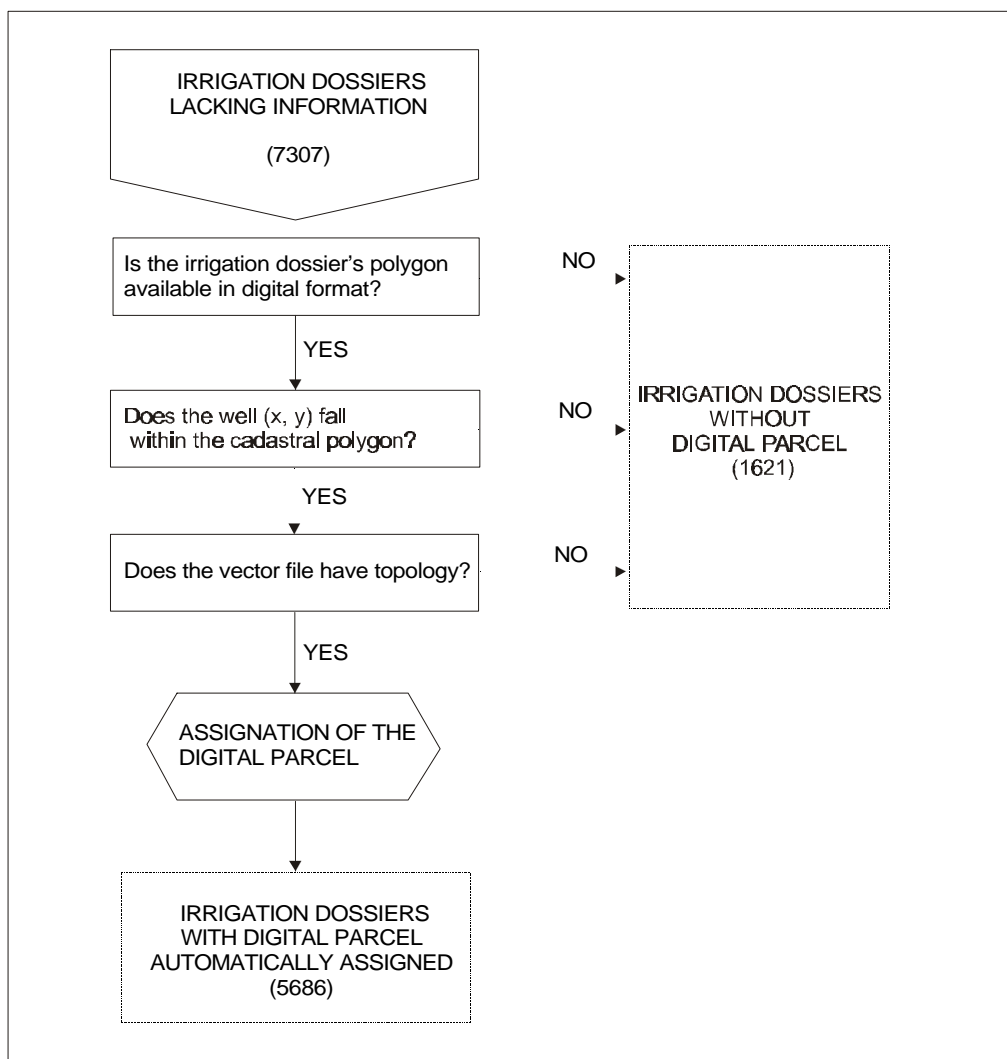 IRRIGATION DOSSIERS
LACKING INFORMATION
(7307)
Is the irrigation dossier's polygon
available in digital format?
NO
YES
Does the well (x, y) fall
within the cadastral polygon?
NO
IRRIGATION DOSSIERS
WITHOUT
DIGITAL PARCEL
(1621)
YES
Does the vector file have topology?
NO
YES
ASSIGNATION OF THE
DIGITAL PARCEL
IRRIGATION DOSSIERS
WITH DIGITAL PARCEL
AUTOMATICALLY ASSIGNED
(5686)